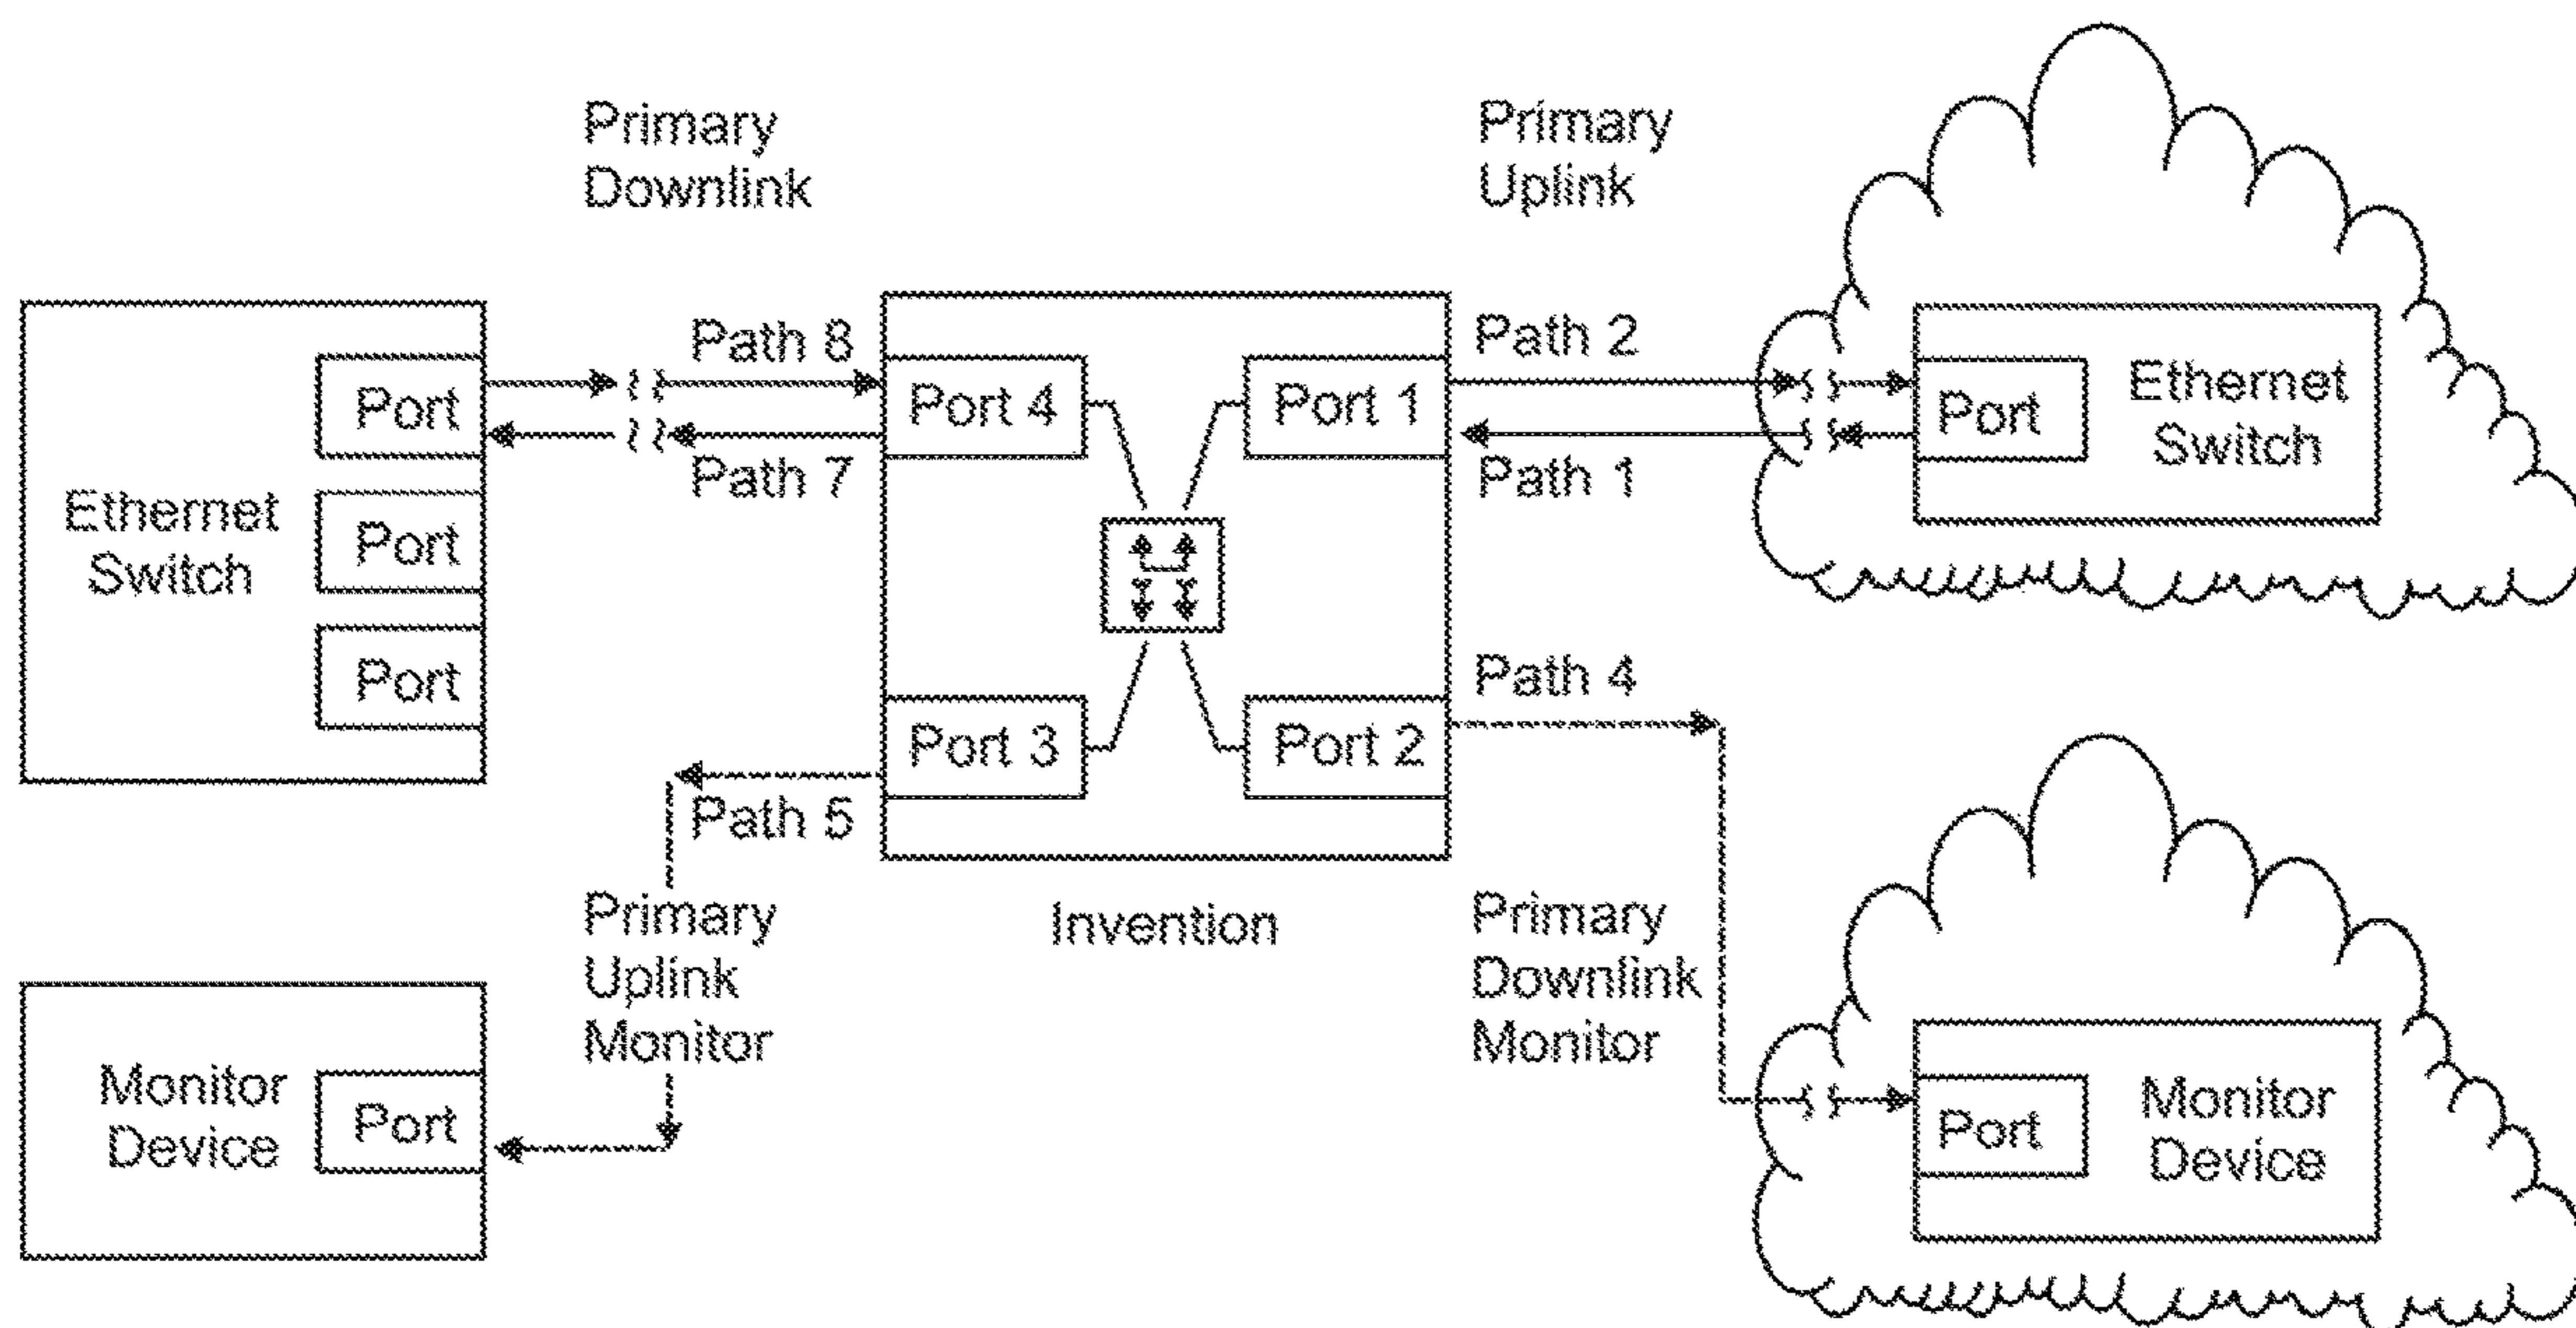 Primary
Downlink
Primary
Uplink
Path 8
Path 7
Port
Port
Port
Ethernet
Switch
Port 4
Port 1
Port 3
Port 2
Path 2
Path 1
Port
Ethernet
Switch
Path 4
Path 5
Primary
Uplink
Monitor
Invention
Primary
Downlink
Monitor
Monitor
Device
Port
Port
Monitor
Device